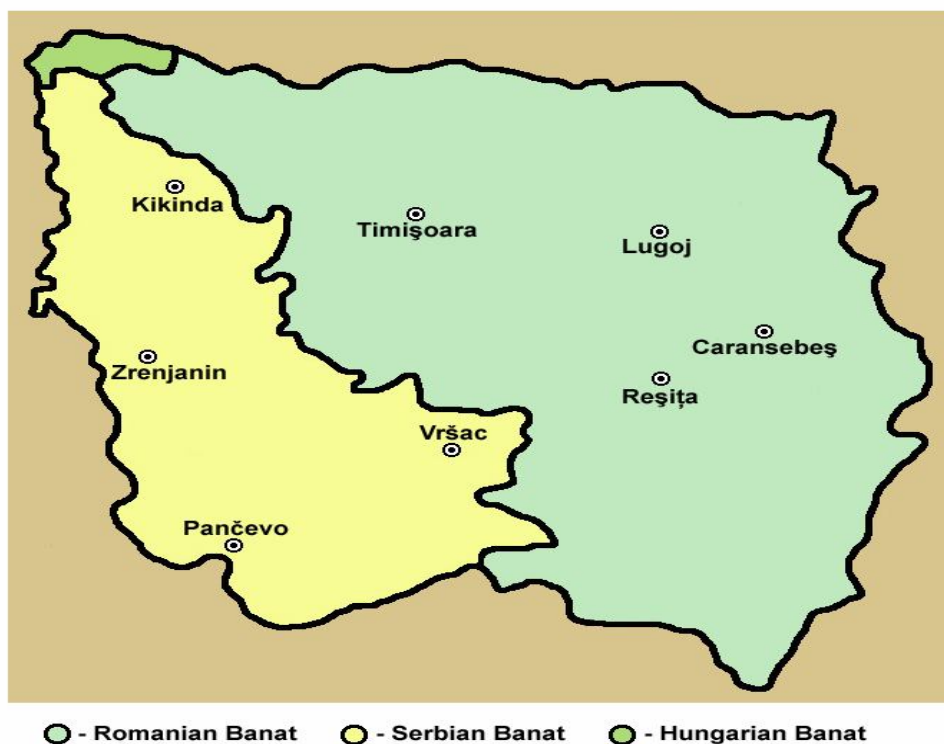 Kikinda
Timişoara
Lugoj
Caransebeş
Zrenjanin
Reşiţa
Vršac
Pančevo
- Romanian Banat - Serbian Banat - Hungarian Banat